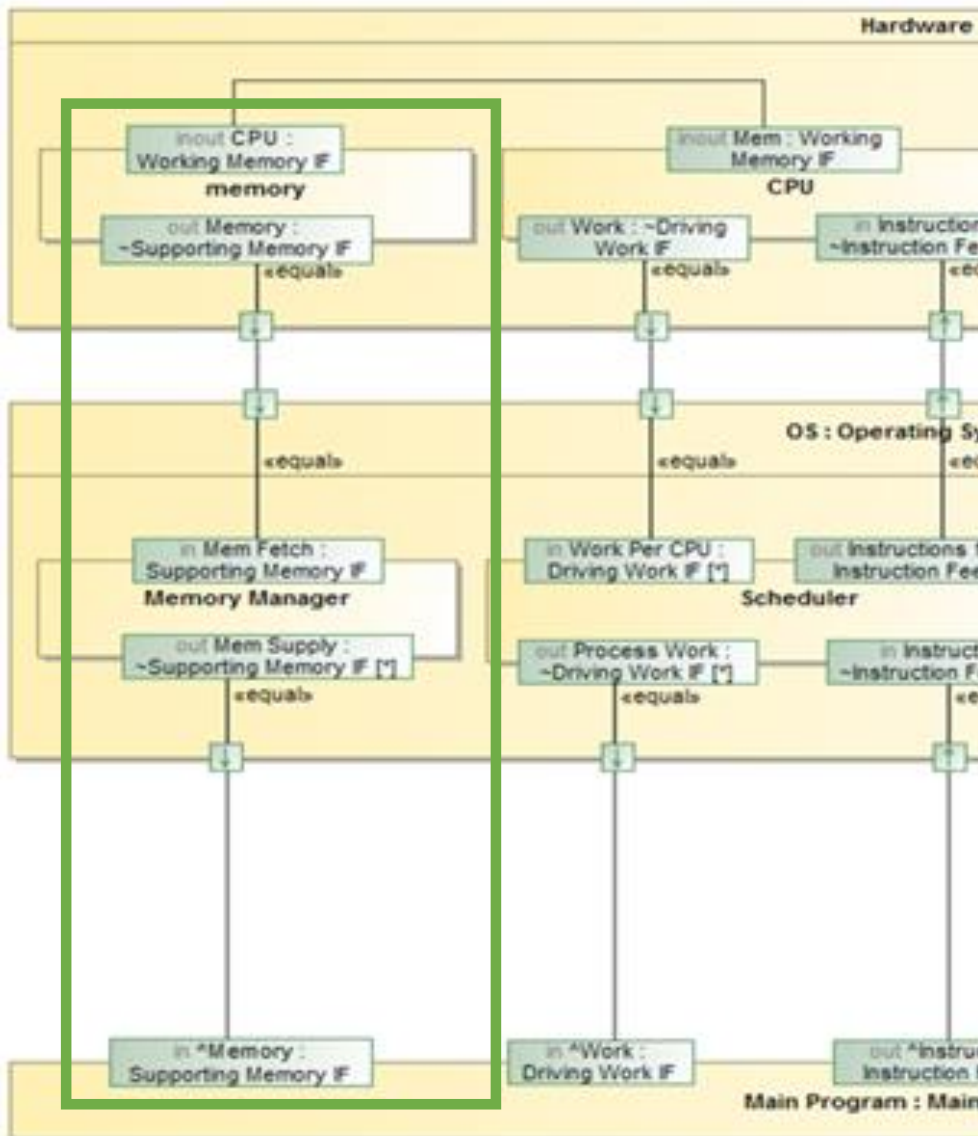 Hardware
inout CPU :
Working Memory IF
memory
inout Mem : Working
Memory IF
CPU
out Memory :
~Supporting Memory IF
«equal»
out Work : ~Driving
Work IF
«equal»
in Instruction
~Instruction Fe
«eq
OS : Operating Sy
«equal»
«equal»
«eq
in Mem Fetch :
Supporting Memory IF
Memory Manager
in Work Per CPU :
Driving Work IF [*]
out Instructions
Instruction Fee
Scheduler
out Mem Supply :
~Supporting Memory IF [*]
«equal»
out Process Work :
~Driving Work IF [*]
«equal»
in Instruct
~Instruction F
«e
in ^Memory :
Supporting Memory IF
in ^Work :
Driving Work IF
out ^Instru
Instruction
Main Program : Main